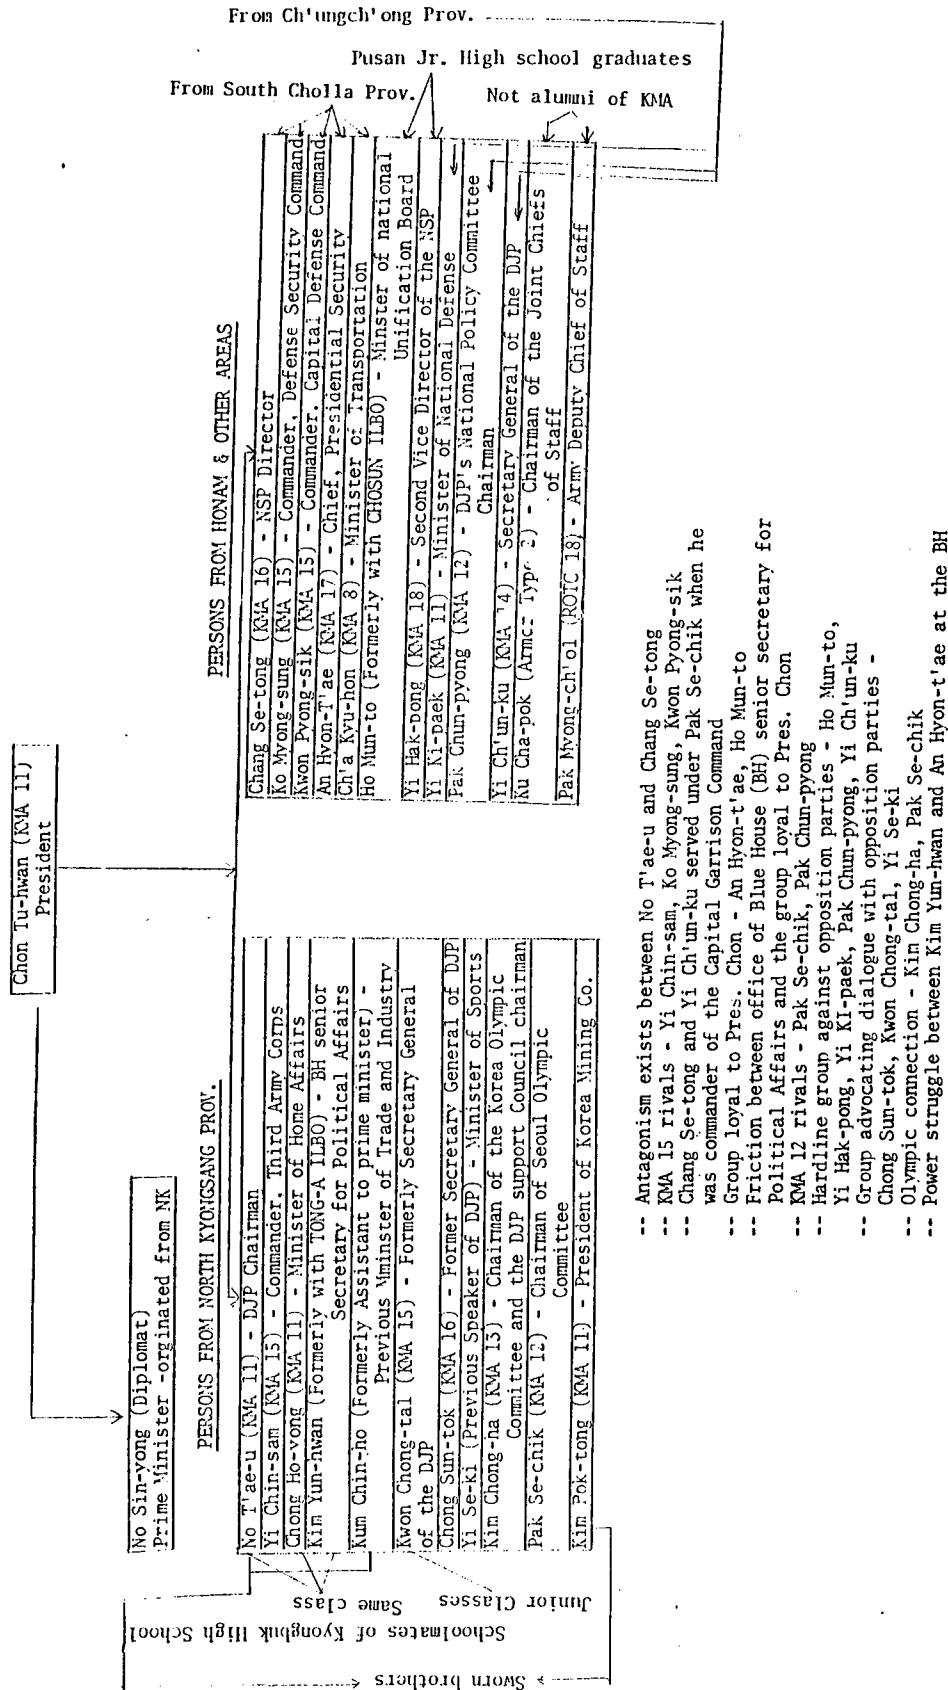 Chon Tu-hwan (KMA 11)
President
No Sin-yong (Diplomat)
Prime Minister -orginated from NK
PERSONS FROM NORTH KYONGSANG PROV.
No T'ae-u (KMA 11) - DJP Chairman
Yi Chin-sam (KMA 15) - Commander, Third Army Corps
Chong Ho-yong (KMA 11) - Minister of Home Affairs
Kim Yun-hwan (Formerly with TONG-A ILBO) - BH senior
Secretary for Political Affairs
Kum Chin-ho (Formerly Assistant to prime minister) -
Previous Mminster of Trade and Industry
Kwon Chong-tal (KMA 15) - Formerly Secretary General
of the DJP
Chong Sun-tok (KMA 16) - Former Secretary General of DJP
Yi Se-ki (Previous Speaker of DJP) - Minister of Sports
Kim Chong-ha (KMA 13) - Chairman of the Korea Olympic
Committee and the DJP support Council chairman
Pak Se-chik (KMA 12) - Chairman of Seoul Olympic
Committee
Kim Pok-tong (KMA 11) - President of Korea Mining Co.
Sworn brothers
Schoolmates of Kyongbuk High School
Same class
Junior Classes
PERSONS FROM HONAM & OTHER AREAS
Chang Se-tong (KMA 16) - NSP Director
Ko Myong-sung (KMA 15) - Commander, Defense Security Command
Kwon Pyong-sik (KMA 15) - Commander. Capital Defense Command
An Hyon-T'ae (KMA 17) - Chief, Presidential Security
Ch'a Kyu-hon (KMA 8) - Minister of Transportation
Ho Mun-to (Formerly with CHOSUN ILBO) - Minster of national
Unification Board
Yi Hak-pong (KMA 18) - Second Vice Director of the NSP
Yi Ki-paek (KMA 11) - Minister of National Defense
Pak Chun-pyong (KMA 12) - DJP's National Policy Committee
Chairman
Yi Ch'un-ku (KMA 14) - Secretary General of the DJP
Ku Cha-pok (Armor Type 2) - Chairman of the Joint Chiefs
of Staff
Pak Myong-ch'ol (ROTC 18) - Army Deputy Chief of Staff
From Ch'ungch'ong Prov.
Pusan Jr. High school graduates
From South Cholla Prov.
Not alumni of KMA
-- Antagonism exists between No T'ae-u and Chang Se-tong
-- KMA 15 rivals - Yi Chin-sam, Ko Myong-sung, Kwon Pyong-sik
-- Chang Se-tong and Yi Ch'un-ku served under Pak Se-chik when he
was commander of the Capital Garrison Command
-- Group loyal to Pres. Chon - An Hyon-t'ae, Ho Mun-to
-- Friction between office of Blue House (BH) senior secretary for
Political Affairs and the group loyal to Pres. Chon
-- KMA 12 rivals - Pak Se-chik, Pak Chun-pyong
-- Hardline group against opposition parties - Ho Mun-to,
Yi Hak-pong, Yi KI-paek, Pak Chun-pyong, Yi Ch'un-ku
-- Group advocating dialogue with opposition parties -
Chong Sun-tok, Kwon Chong-tal, Yi Se-ki
-- Olympic connection - Kim Chong-ha, Pak Se-chik
-- Power struggle between Kim Yun-hwan and An Hyon-t'ae at the BH